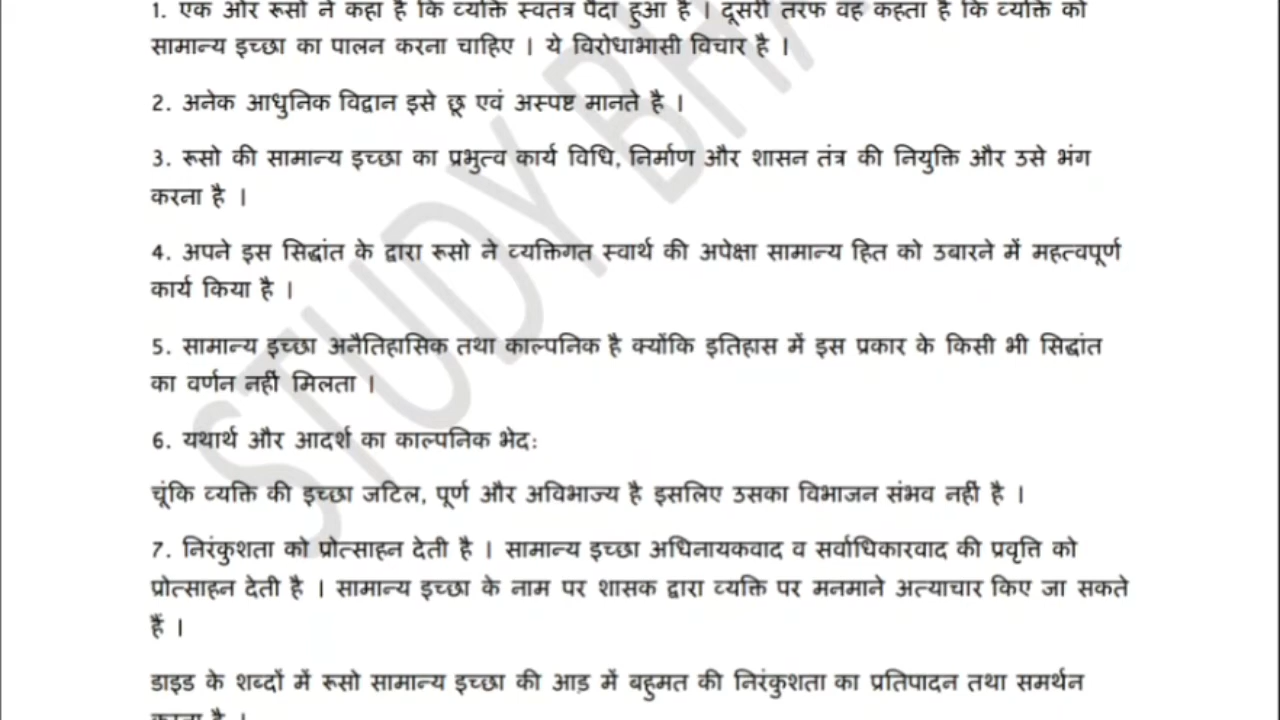 1. एक और रूसो ने कहा है कि व्यक्ति स्वतंत्र पैदा हुआ है | दूसरी तरफ वह कहता है कि व्यक्ति को
सामान्य इच्छा का पालन करना चाहिए | ये विरोधाभासी विचार है |
2. अनेक आधुनिक विद्वान इसे छू एवं अस्पष्ट मानते है |
3. रूसो की सामान्य इच्छा का प्रभुत्व कार्य विधि, निर्माण और शासन तंत्र की नियुक्ति और उसे भंग
करना है |
4. अपने इस सिद्धांत के द्वारा रूसो ने व्यक्तिगत स्वार्थ की अपेक्षा सामान्य हित को उबारने में महत्वपूर्ण
कार्य किया है |
5. सामान्य इच्छा अनैतिहासिक तथा काल्पनिक है क्योंकि इतिहास में इस प्रकार के किसी भी सिद्धांत
का वर्णन नहीं मिलता |
6. यथार्थ और आदर्श का काल्पनिक भेद:
चूंकि व्यक्ति की इच्छा जटिल, पूर्ण और अविभाज्य है इसलिए उसका विभाजन संभव नहीं है |
7. निरंकुशता को प्रोत्साहन देती है | सामान्य इच्छा अधिनायकवाद व सर्वाधिकारवाद की प्रवृत्ति को
प्रोत्साहन देती है | सामान्य इच्छा के नाम पर शासक द्वारा व्यक्ति पर मनमाने अत्याचार किए जा सकते
हैं |
डाइड के शब्दों में रूसो सामान्य इच्छा की आड़ में बहुमत की निरंकुशता का प्रतिपादन तथा समर्थन
करता है |
STUDY